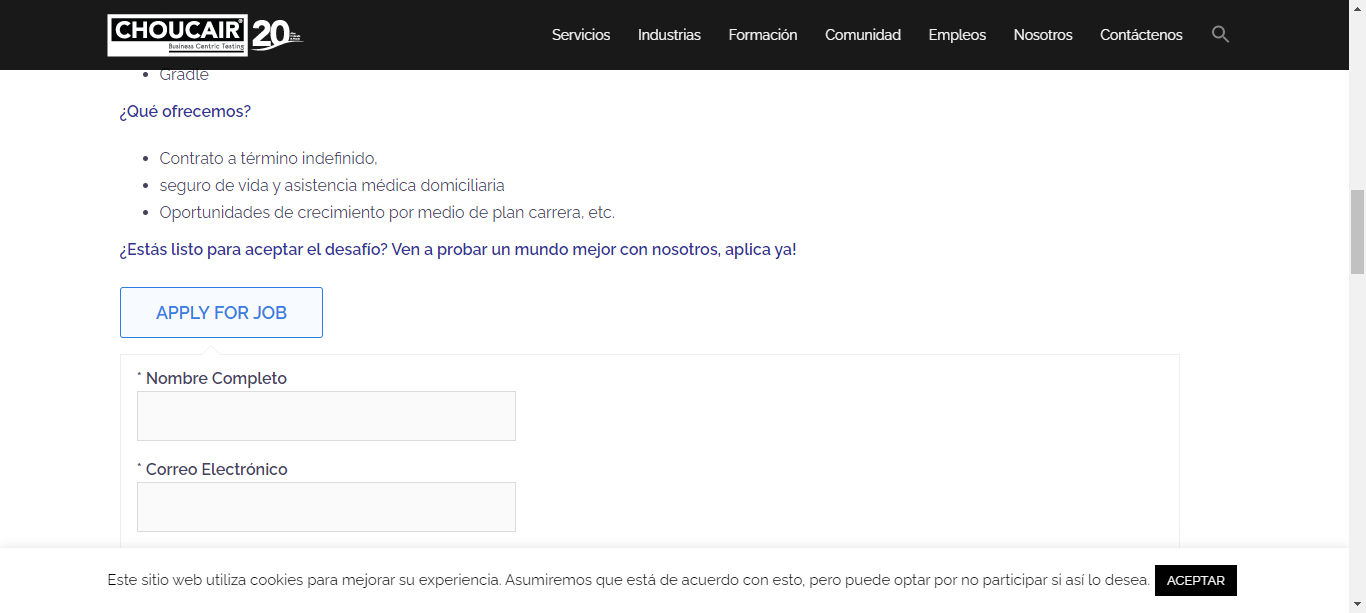 CHOUCAIR®
Business Centric Testing
20
Servicios
Industrias
Formación
Comunidad
Empleos
Nosotros
Contáctenos
Gradle
¿Qué ofrecemos?
Contrato a término indefinido,
seguro de vida y asistencia médica domiciliaria
Oportunidades de crecimiento por medio de plan carrera, etc.
¿Estás listo para aceptar el desafío? Ven a probar un mundo mejor con nosotros, aplica ya!
APPLY FOR JOB
* Nombre Completo
* Correo Electrónico
Este sitio web utiliza cookies para mejorar su experiencia. Asumiremos que está de acuerdo con esto, pero puede optar por no participar si así lo desea.
ACEPTAR